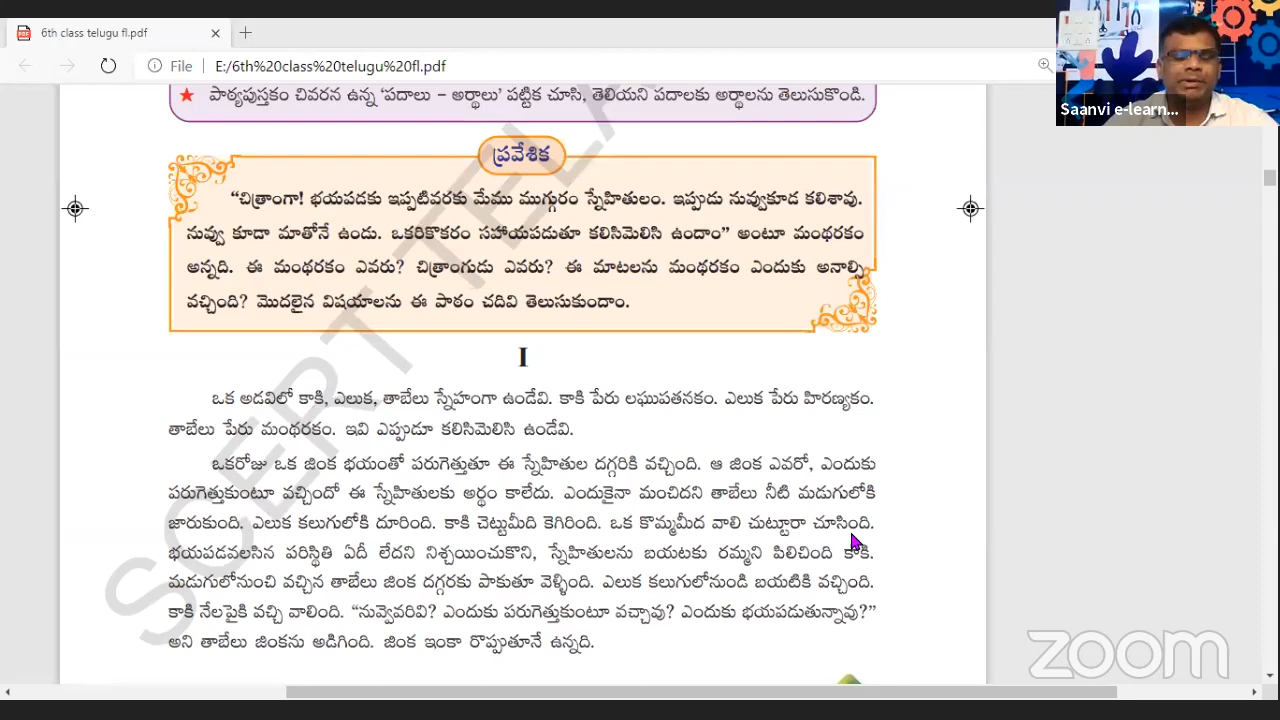 6th class telugu fl.pdf
File E:/6th%20class%20telugu%20fl.pdf
Saanvi e-learn...
★ పాఠ్యపుస్తకం చివరన ఉన్న 'పదాలు – అర్థాలు' పట్టిక చూసి, తెలియని పదాలకు అర్థాలను తెలుసుకొండి.
ప్రవేశిక
"చిత్రాంగా! భయపడకు ఇప్పటివరకు మేము ముగ్గురం స్నేహితులం. ఇప్పుడు నువ్వుకూడ కలిశావు.
నువ్వు కూడా మాతోనే ఉండు. ఒకరికొకరం సహాయపడుతూ కలిసిమెలిసి ఉందాం" అంటూ మంథరకం
అన్నది. ఈ మంథరకం ఎవరు? చిత్రాంగుడు ఎవరు? ఈ మాటలను మంథరకం ఎందుకు అనాల్సి
వచ్చింది? మొదలైన విషయాలను ఈ పాఠం చదివి తెలుసుకుందాం.
I
ఒక అడవిలో కాకి, ఎలుక, తాబేలు స్నేహంగా ఉండేవి. కాకి పేరు లఘుపతనకం. ఎలుక పేరు హిరణ్యకం.
తాబేలు పేరు మంథరకం. ఇవి ఎప్పుడూ కలిసిమెలిసి ఉండేవి.
ఒకరోజు ఒక జింక భయంతో పరుగెత్తుతూ ఈ స్నేహితుల దగ్గరికి వచ్చింది. ఆ జింక ఎవరో, ఎందుకు
పరుగెత్తుకుంటూ వచ్చిందో ఈ స్నేహితులకు అర్థం కాలేదు. ఎందుకైనా మంచిదని తాబేలు నీటి మడుగులోకి
జారుకుంది. ఎలుక కలుగులోకి దూరింది. కాకి చెట్టుమీది కెగిరింది. ఒక కొమ్మమీద వాలి చుట్టూరా చూసింది.
భయపడవలసిన పరిస్థితి ఏదీ లేదని నిశ్చయించుకొని, స్నేహితులను బయటకు రమ్మని పిలిచింది కాకి.
మడుగులోనుంచి వచ్చిన తాబేలు జింక దగ్గరకు పాకుతూ వెళ్ళింది. ఎలుక కలుగులోనుండి బయటికి వచ్చింది.
కాకి నేలపైకి వచ్చి వాలింది. "నువ్వెవరివి? ఎందుకు పరుగెత్తుకుంటూ వచ్చావు? ఎందుకు భయపడుతున్నావు?"
అని తాబేలు జింకను అడిగింది. జింక ఇంకా రొప్పుతూనే ఉన్నది.
SCERT TELA
zoom